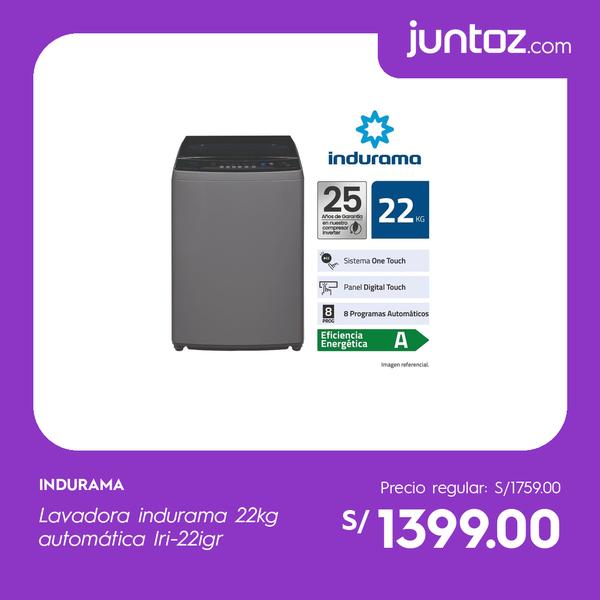 juntoz.com
indurama
25
Años de Garantía
en nuestro
compresor
Inverter
22 KG
Sistema One Touch
Panel Digital Touch
8
PROG
8 Programas Automáticos
Eficiencia
Energética
A
Imagen referencial.
INDURAMA
Lavadora indurama 22kg
automática Iri-22igr
Precio regular: S/1759.00
S/ 1399.00